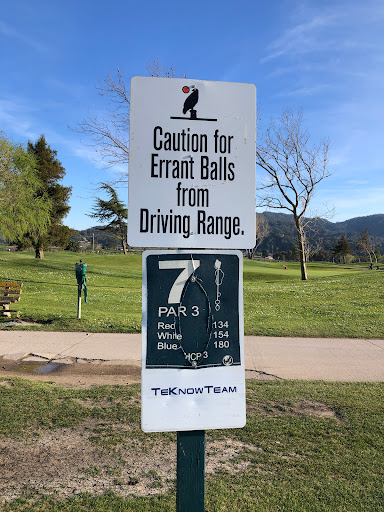 Caution for
Errant Balls
from
Driving Range.
7
PAR 3
Red 134
White 154
Blue 180
HCP 3
TEKNOWTEAM